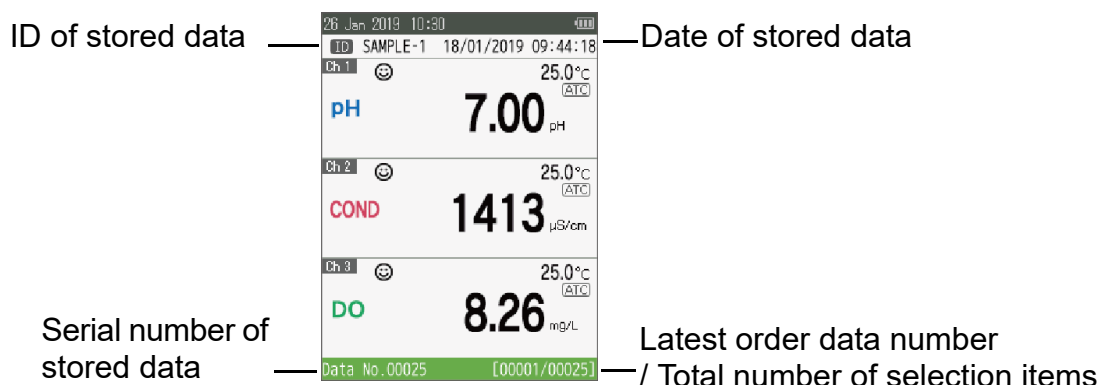 26 Jan 2019 10:30
ID of stored data
ID SAMPLE-1 18/01/2019 09:44:18
Date of stored data
Ch 1 25.0°C
ATC
pH 7.00 pH
Ch 2 25.0°C
ATC
COND 1413 µS/cm
Ch 3 25.0°C
ATC
DO 8.26 mg/L
Serial number of
stored data
Data No.00025 [00001/00025]
Latest order data number
/ Total number of selection items